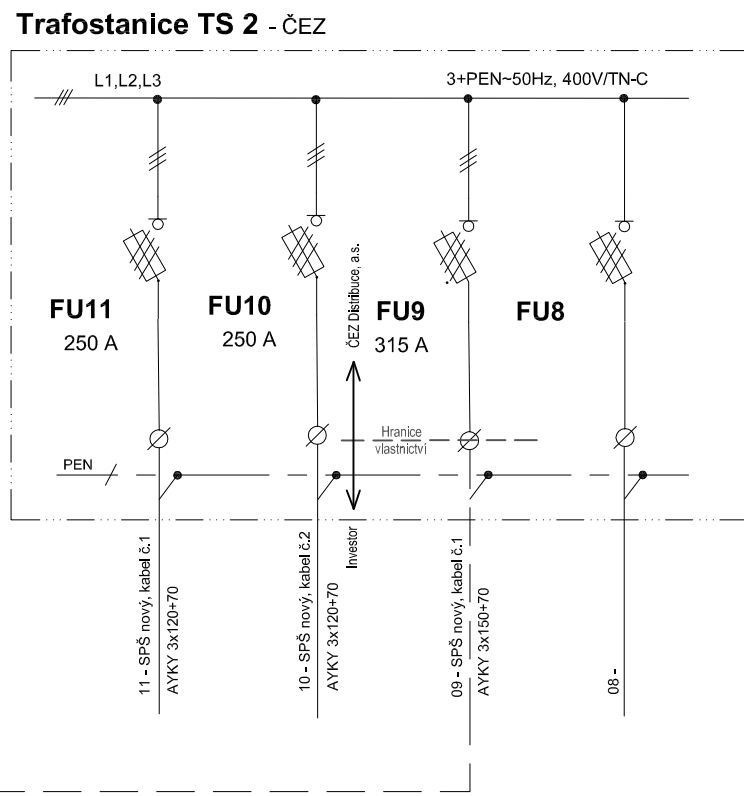 Trafostanice TS 2 - ČEZ
L1,L2,L3
3+PEN~50Hz, 400V/TN-C
FU11
250 A
FU10
250 A
ČEZ Distribuce, a.s.
FU9
315 A
FU8
Hranice
vlastnictví
PEN
Investor
11 - SPŠ nový, kabel č.1
AYKY 3x120+70
10 - SPŠ nový, kabel č.2
AYKY 3x120+70
09 - SPŠ nový, kabel č.1
AYKY 3x150+70
08 -